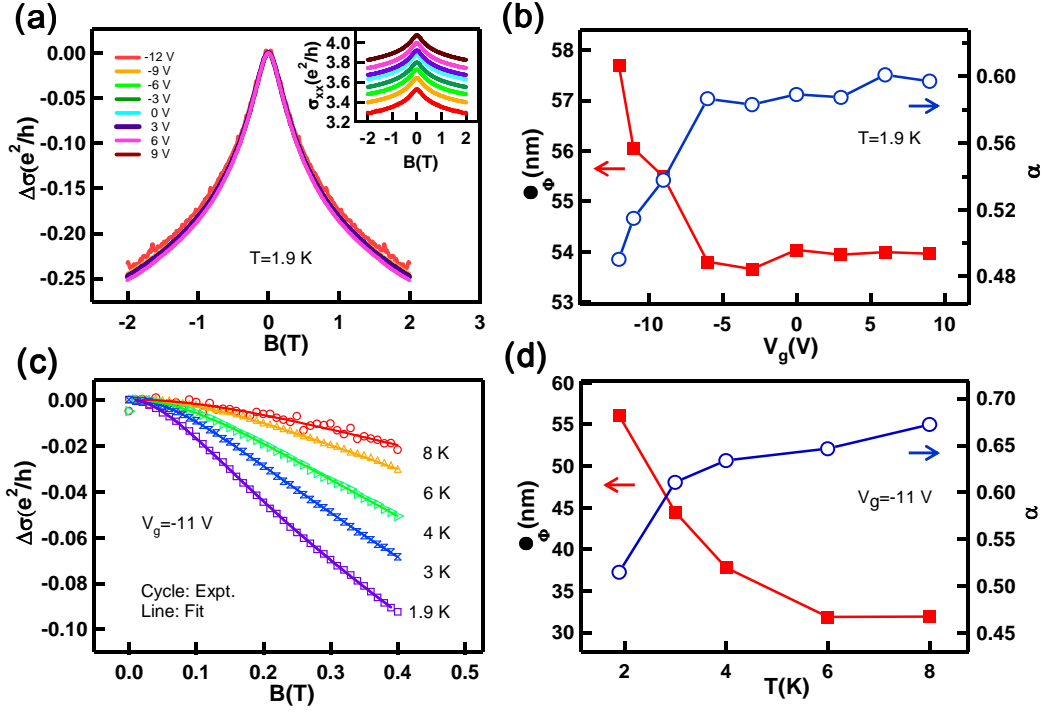 (a)
0.00
-0.05
-0.10
-0.15
-0.20
-0.25
Δσ(e²/h)
-12 V
-9 V
-6 V
-3 V
0 V
3 V
6 V
9 V
T=1.9 K
-2
-1
0
1
2
3
B(T)
4.0
3.8
3.6
3.4
3.2
σxx(e²/h)
-2
-1
0
1
2
B(T)
(b)
58
57
56
55
54
53
●Φ (nm)
T=1.9 K
-10
-5
0
5
10
Vg(V)
0.60
0.58
0.56
0.54
0.52
0.50
0.48
α
(c)
0.00
-0.02
-0.04
-0.06
-0.08
-0.10
Δσ(e²/h)
8 K
6 K
4 K
3 K
1.9 K
Vg=-11 V
Cycle: Expt.
Line: Fit
0.0
0.1
0.2
0.3
0.4
0.5
B(T)
(d)
60
55
50
45
40
35
30
●Φ (nm)
Vg=-11 V
2
4
6
8
T(K)
0.70
0.65
0.60
0.55
0.50
0.45
α